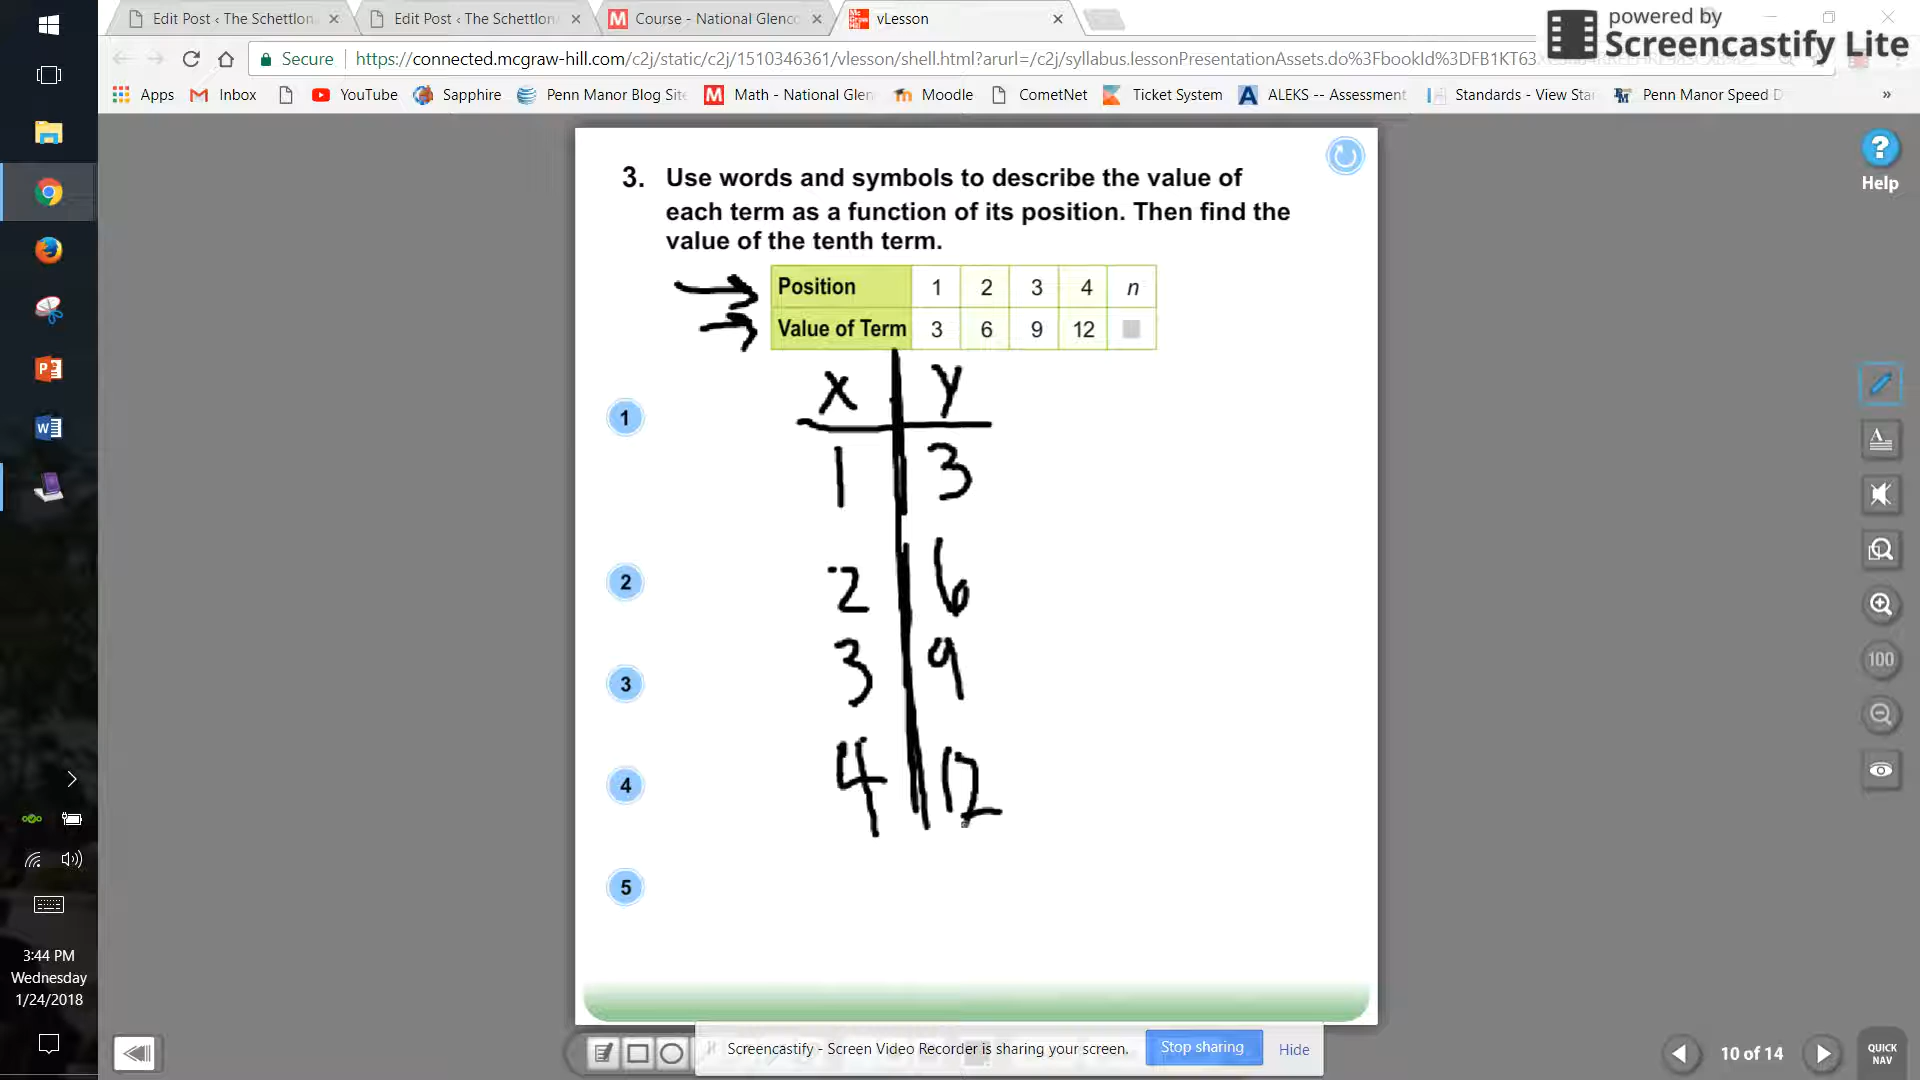 Edit Post ‹ The Schettlon
Edit Post ‹ The Schettlon
Course - National Glenco
vLesson
powered by
Screencastify Lite
Secure
https://connected.mcgraw-hill.com/c2j/static/c2j/1510346361/vlesson/shell.html?arurl=/c2j/syllabus.lessonPresentationAssets.do%3FbookId%3DFB1KT63
Apps Inbox YouTube Sapphire Penn Manor Blog Site Math - National Glen Moodle CometNet Ticket System ALEKS -- Assessment Standards - View Sta Penn Manor Speed D »
Help
3. Use words and symbols to describe the value of
each term as a function of its position. Then find the
value of the tenth term.
Position 1 2 3 4 n
Value of Term 3 6 9 12
x y
1
1 3
2
2 6
3
3 9
4
4 12
5
100
3:44 PM
Wednesday
1/24/2018
Screencastify - Screen Video Recorder is sharing your screen.
Stop sharing
Hide
10 of 14
QUICK
NAV